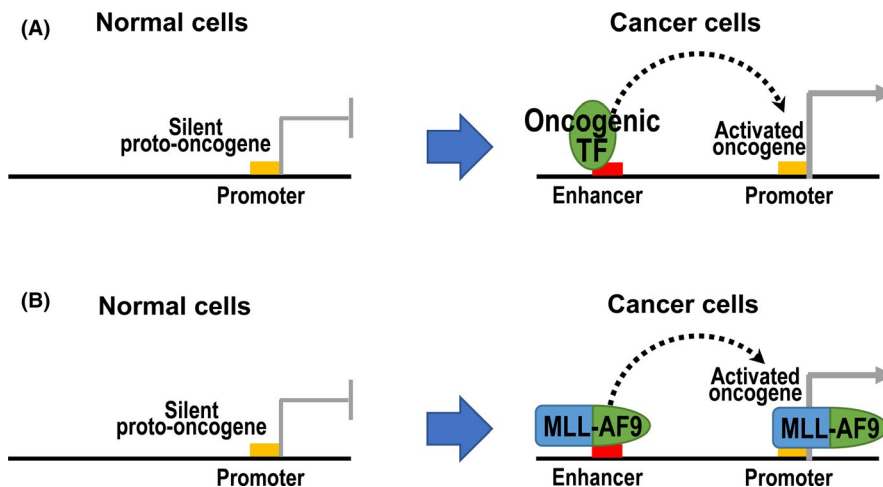 (A)
Normal cells
Silent
proto-oncogene
Promoter
Cancer cells
Oncogenic
TF
Activated
oncogene
Enhancer
Promoter
(B)
Normal cells
Silent
proto-oncogene
Promoter
Cancer cells
Activated
oncogene
MLL-AF9
MLL-AF9
Enhancer
Promoter